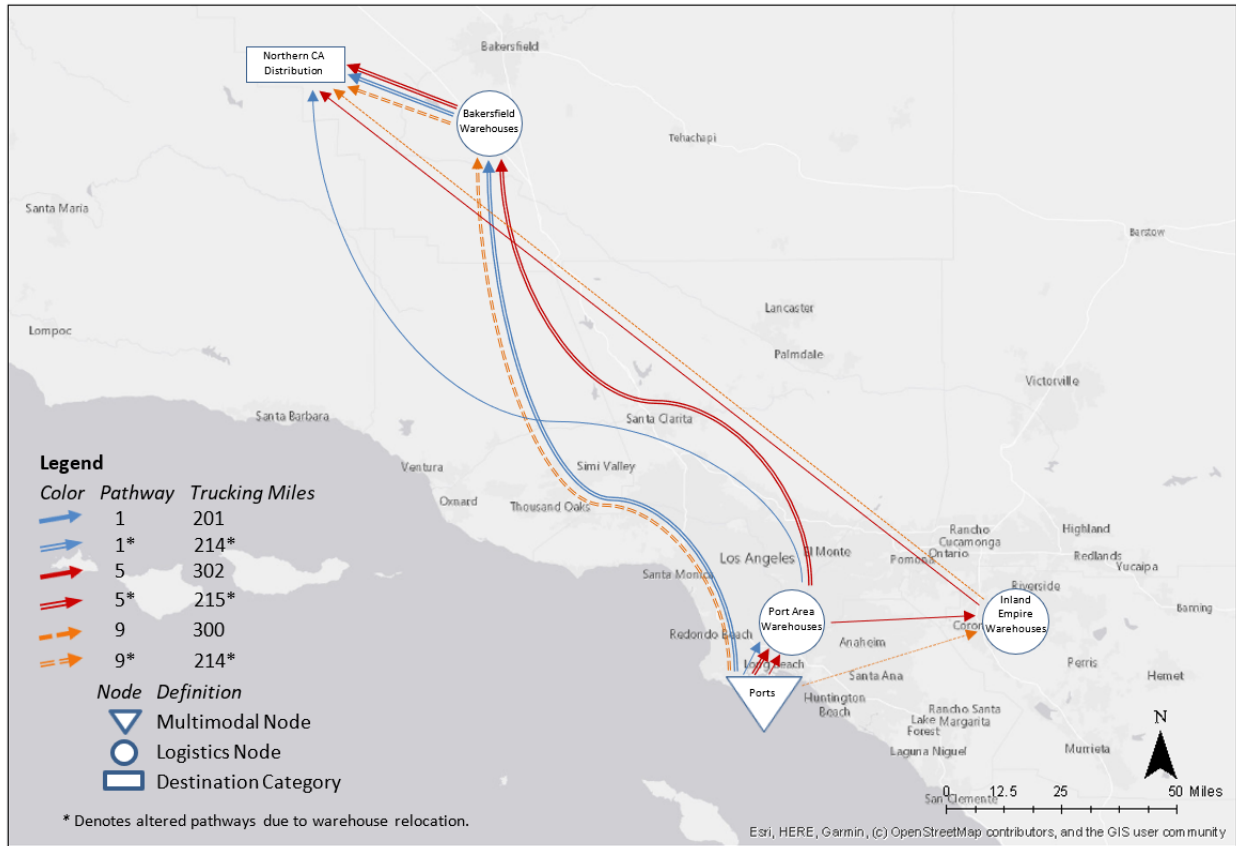 Northern CA
Distribution
Bakersfield
Bakersfield
Warehouses
Tehachapi
Santa Maria
Barstow
Lompoc
Lancaster
Palmdale
Victorville
Santa Barbara
Santa Clarita
Ventura
Simi Valley
Oxnard
Thousand Oaks
Los Angeles
El Monte
Rancho
Cucamonga
Ontario
Pomona
Highland
Redlands
Yucaipa
Santa Monica
Riverside
Port Area
Warehouses
Inland
Empire
Warehouses
Banning
Redondo Beach
Anaheim
Long Beach
Perris
Hemet
Santa Ana
Ports
Huntington
Beach
Rancho Santa
Margarita
Lake
Forest
Laguna Niguel
Murrieta
San Clemente
Legend
Color Pathway Trucking Miles
1 201
1* 214*
5 302
5* 215*
9 300
9* 214*
Node Definition
Multimodal Node
Logistics Node
Destination Category
* Denotes altered pathways due to warehouse relocation.
N
0 12.5 25 50 Miles
Esri, HERE, Garmin, (c) OpenStreetMap contributors, and the GIS user community